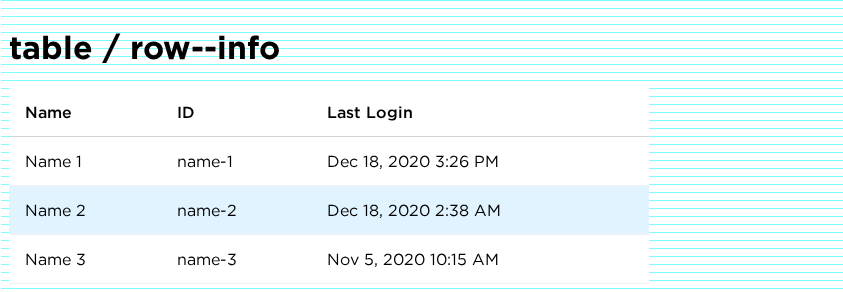 table / row--info
Name ID Last Login
Name 1 name-1 Dec 18, 2020 3:26 PM
Name 2 name-2 Dec 18, 2020 2:38 AM
Name 3 name-3 Nov 5, 2020 10:15 AM